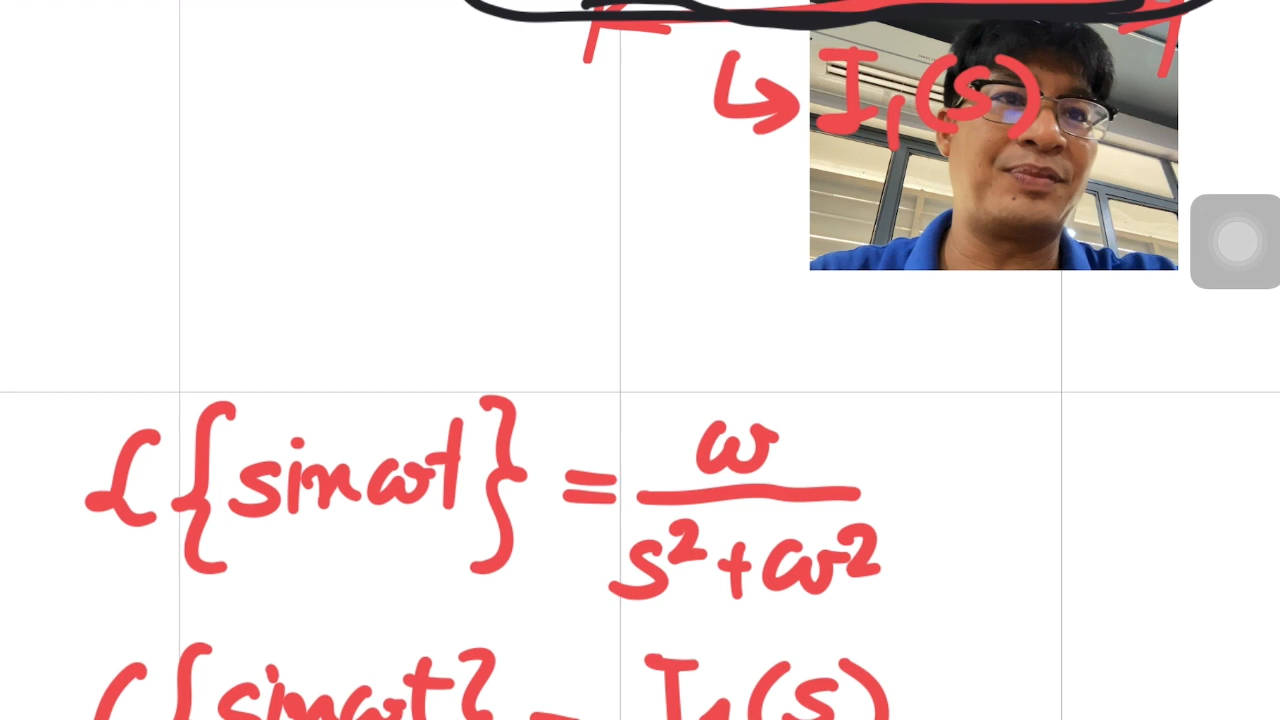 ↳ I₁(s)
ℒ{sin ωt} = ω / (s² + ω²)
ℒ{sin ωt} = I₁(s)